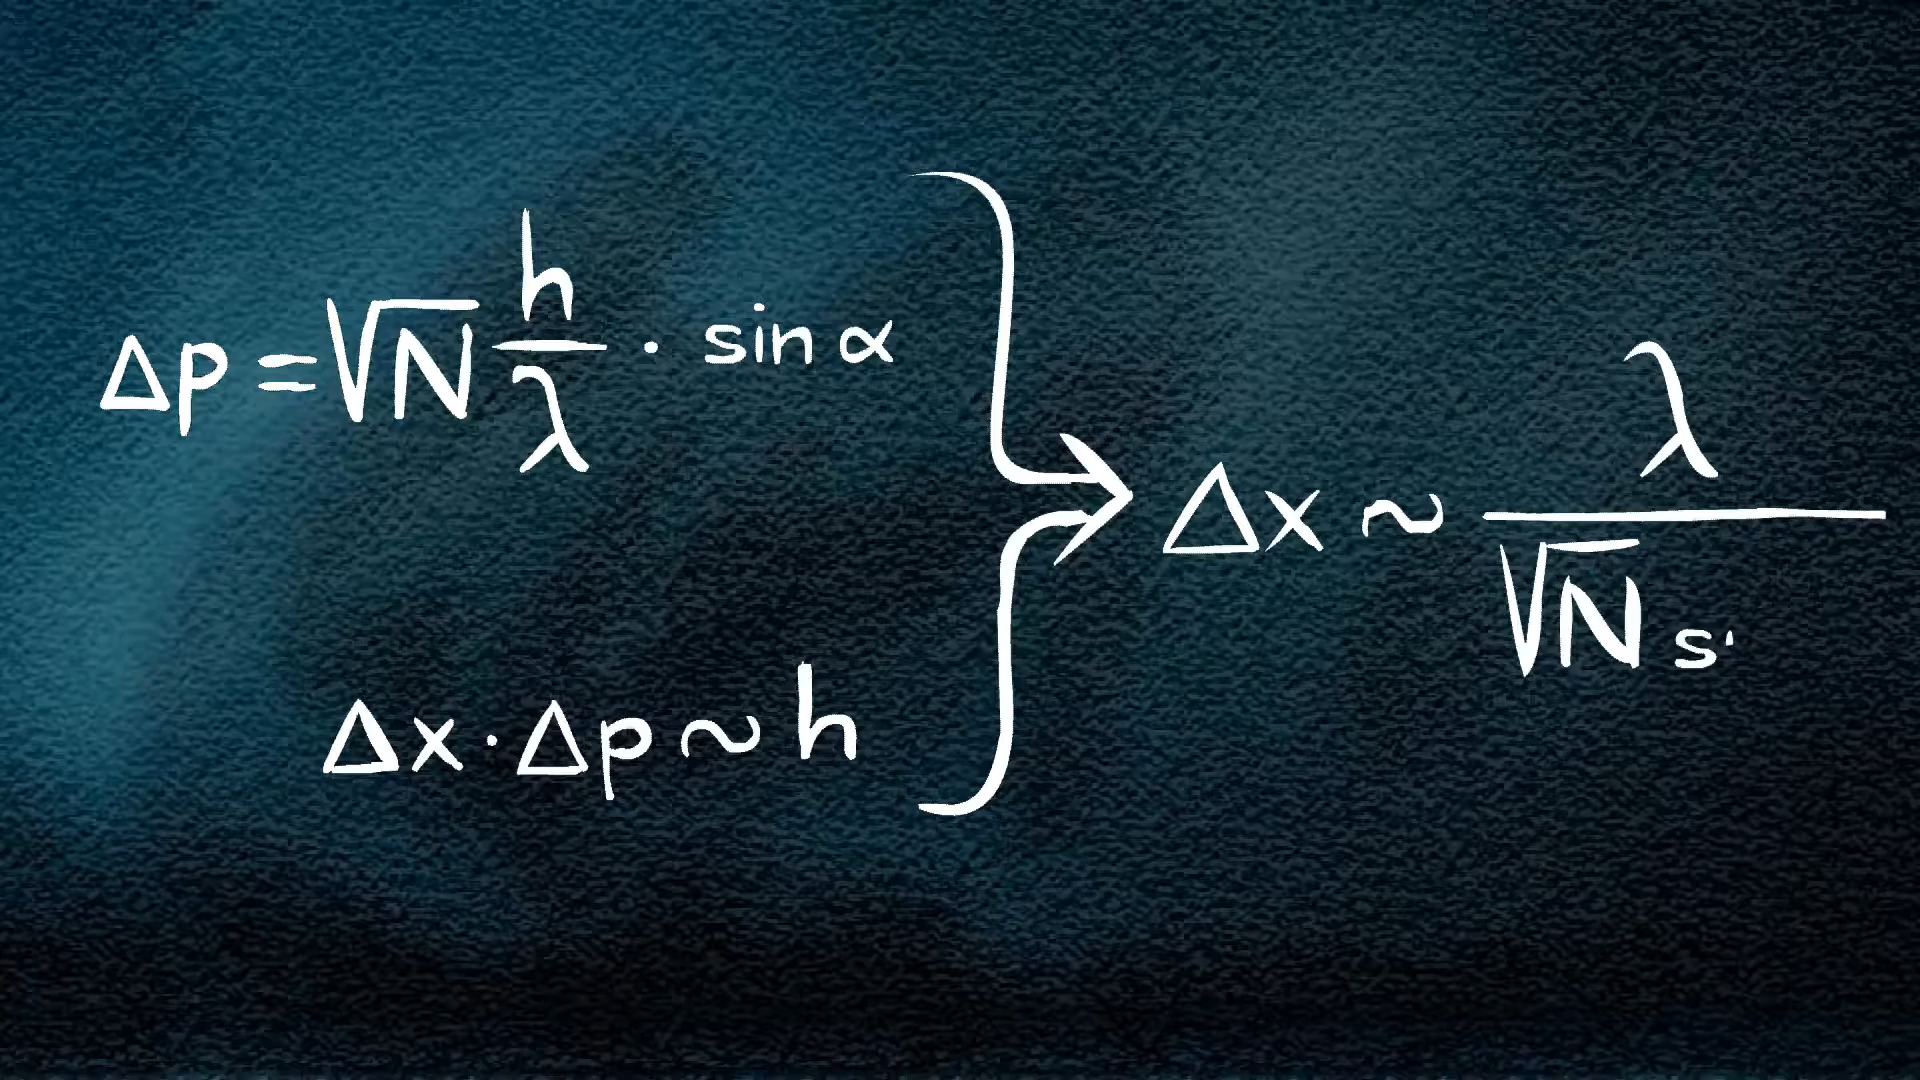 Δp = √N h/λ · sin α
Δx · Δp ~ h
Δx ~ λ/√N s